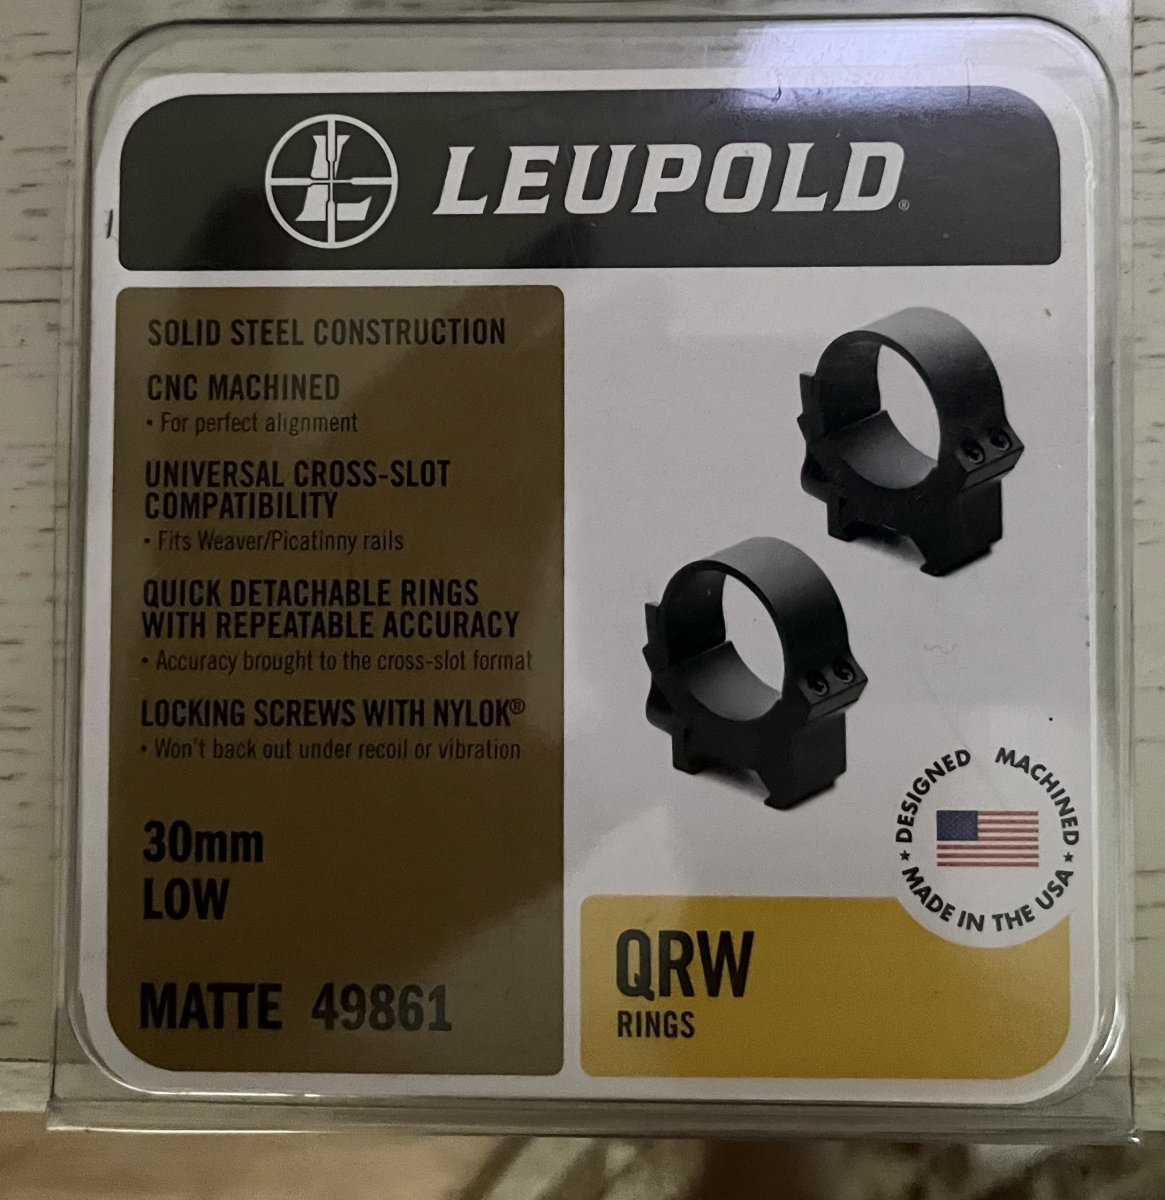 LEUPOLD®
SOLID STEEL CONSTRUCTION
CNC MACHINED
• For perfect alignment
UNIVERSAL CROSS-SLOT
COMPATIBILITY
• Fits Weaver/Picatinny rails
QUICK DETACHABLE RINGS
WITH REPEATABLE ACCURACY
• Accuracy brought to the cross-slot format
LOCKING SCREWS WITH NYLOK®
• Won't back out under recoil or vibration
30mm
LOW
MATTE 49861
DESIGNED MACHINED
★ MADE IN THE USA ★
QRW
RINGS